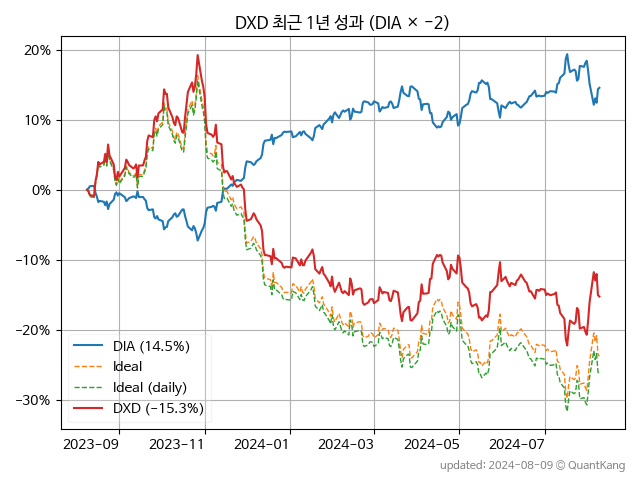 DXD 최근 1년 성과 (DIA × −2)
20%
10%
0%
−10%
−20%
−30%
DIA (14.5%)
Ideal
Ideal (daily)
DXD (−15.3%)
2023-09
2023-11
2024-01
2024-03
2024-05
2024-07
updated: 2024-08-09 © QuantKang